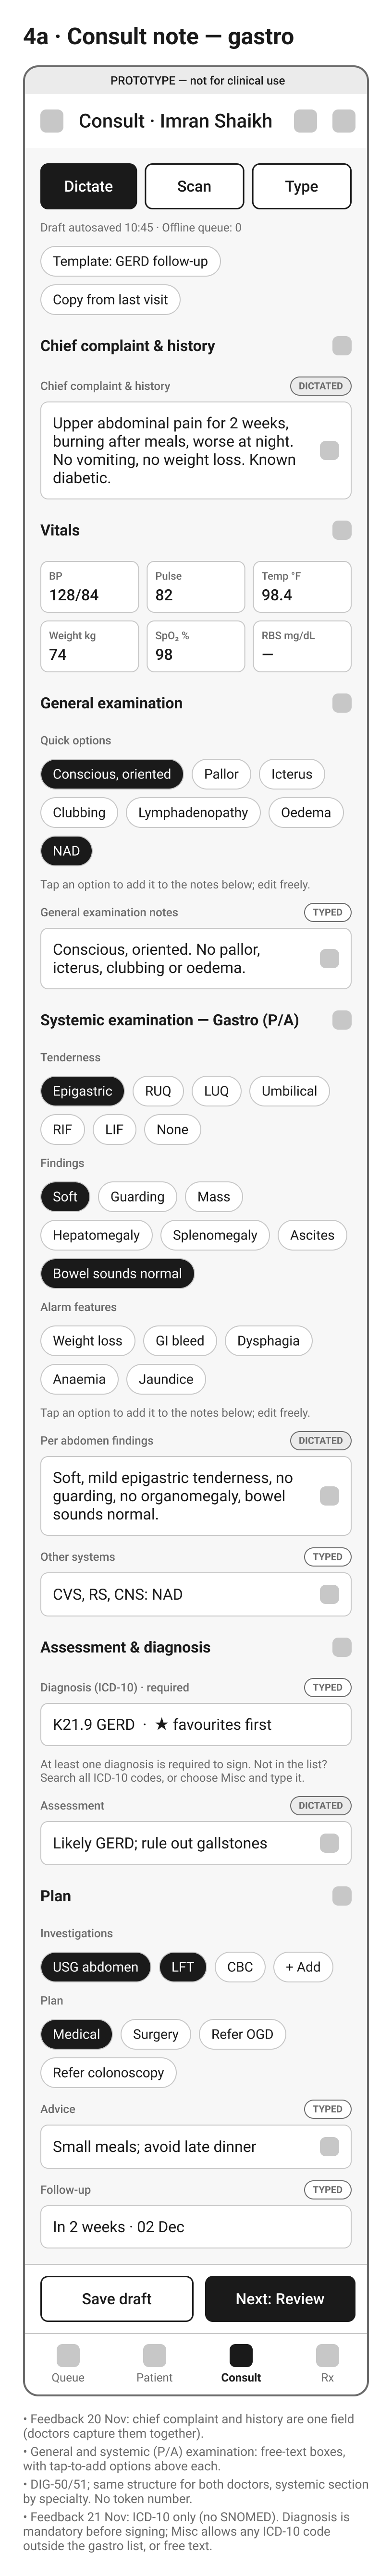 4a · Consult note — gastro
PROTOTYPE — not for clinical use
Consult · Imran Shaikh
Dictate
Scan
Type
Draft autosaved 10:45 · Offline queue: 0
Template: GERD follow-up
Copy from last visit
Chief complaint & history
Chief complaint & history
DICTATED
Upper abdominal pain for 2 weeks,
burning after meals, worse at night.
No vomiting, no weight loss. Known
diabetic.
Vitals
BP
128/84
Pulse
82
Temp °F
98.4
Weight kg
74
SpO₂ %
98
RBS mg/dL
—
General examination
Quick options
Conscious, oriented
Pallor
Icterus
Clubbing
Lymphadenopathy
Oedema
NAD
Tap an option to add it to the notes below; edit freely.
General examination notes
TYPED
Conscious, oriented. No pallor,
icterus, clubbing or oedema.
Systemic examination — Gastro (P/A)
Tenderness
Epigastric
RUQ
LUQ
Umbilical
RIF
LIF
None
Findings
Soft
Guarding
Mass
Hepatomegaly
Splenomegaly
Ascites
Bowel sounds normal
Alarm features
Weight loss
GI bleed
Dysphagia
Anaemia
Jaundice
Tap an option to add it to the notes below; edit freely.
Per abdomen findings
DICTATED
Soft, mild epigastric tenderness, no
guarding, no organomegaly, bowel
sounds normal.
Other systems
TYPED
CVS, RS, CNS: NAD
Assessment & diagnosis
Diagnosis (ICD-10) · required
TYPED
K21.9 GERD · ★ favourites first
At least one diagnosis is required to sign. Not in the list?
Search all ICD-10 codes, or choose Misc and type it.
Assessment
DICTATED
Likely GERD; rule out gallstones
Plan
Investigations
USG abdomen
LFT
CBC
+ Add
Plan
Medical
Surgery
Refer OGD
Refer colonoscopy
Advice
TYPED
Small meals; avoid late dinner
Follow-up
TYPED
In 2 weeks · 02 Dec
Save draft
Next: Review
Queue
Patient
Consult
Rx
• Feedback 20 Nov: chief complaint and history are one field
(doctors capture them together).
• General and systemic (P/A) examination: free-text boxes,
with tap-to-add options above each.
• DIG-50/51; same structure for both doctors, systemic section
by specialty. No token number.
• Feedback 21 Nov: ICD-10 only (no SNOMED). Diagnosis is
mandatory before signing; Misc allows any ICD-10 code
outside the gastro list, or free text.